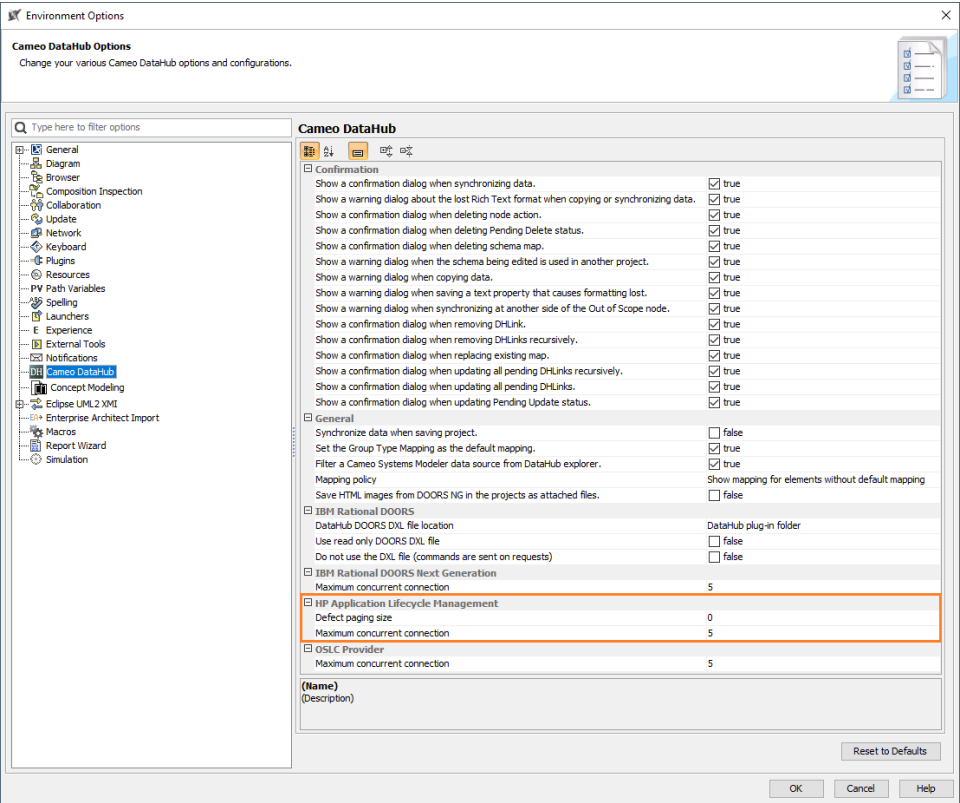 Environment Options
Cameo DataHub Options
Change your various Cameo DataHub options and configurations.
Type here to filter options
General
Diagram
Browser
Composition Inspection
Collaboration
Update
Network
Keyboard
Plugins
Resources
PV Path Variables
Spelling
Launchers
E Experience
External Tools
Notifications
DH Cameo DataHub
Concept Modeling
Eclipse UML2 XMI
EA Enterprise Architect Import
Macros
Report Wizard
Simulation
Cameo DataHub
Confirmation
Show a confirmation dialog when synchronizing data. true
Show a warning dialog about the lost Rich Text format when copying or synchronizing data. true
Show a confirmation dialog when deleting node action. true
Show a confirmation dialog when deleting Pending Delete status. true
Show a confirmation dialog when deleting schema map. true
Show a warning dialog when the schema being edited is used in another project. true
Show a warning dialog when copying data. true
Show a warning dialog when saving a text property that causes formatting lost. true
Show a warning dialog when synchronizing at another side of the Out of Scope node. true
Show a confirmation dialog when removing DHLink. true
Show a confirmation dialog when removing DHLinks recursively. true
Show a confirmation dialog when replacing existing map. true
Show a confirmation dialog when updating all pending DHLinks recursively. true
Show a confirmation dialog when updating all pending DHLinks. true
Show a confirmation dialog when updating Pending Update status. true
General
Synchronize data when saving project. false
Set the Group Type Mapping as the default mapping. true
Filter a Cameo Systems Modeler data source from DataHub explorer. true
Mapping policy Show mapping for elements without default mapping
Save HTML images from DOORS NG in the projects as attached files. false
IBM Rational DOORS
DataHub DOORS DXL file location DataHub plug-in folder
Use read only DOORS DXL file false
Do not use the DXL file (commands are sent on requests) false
IBM Rational DOORS Next Generation
Maximum concurrent connection 5
HP Application Lifecycle Management
Defect paging size 0
Maximum concurrent connection 5
OSLC Provider
Maximum concurrent connection 5
(Name)
(Description)
Reset to Defaults
OK Cancel Help